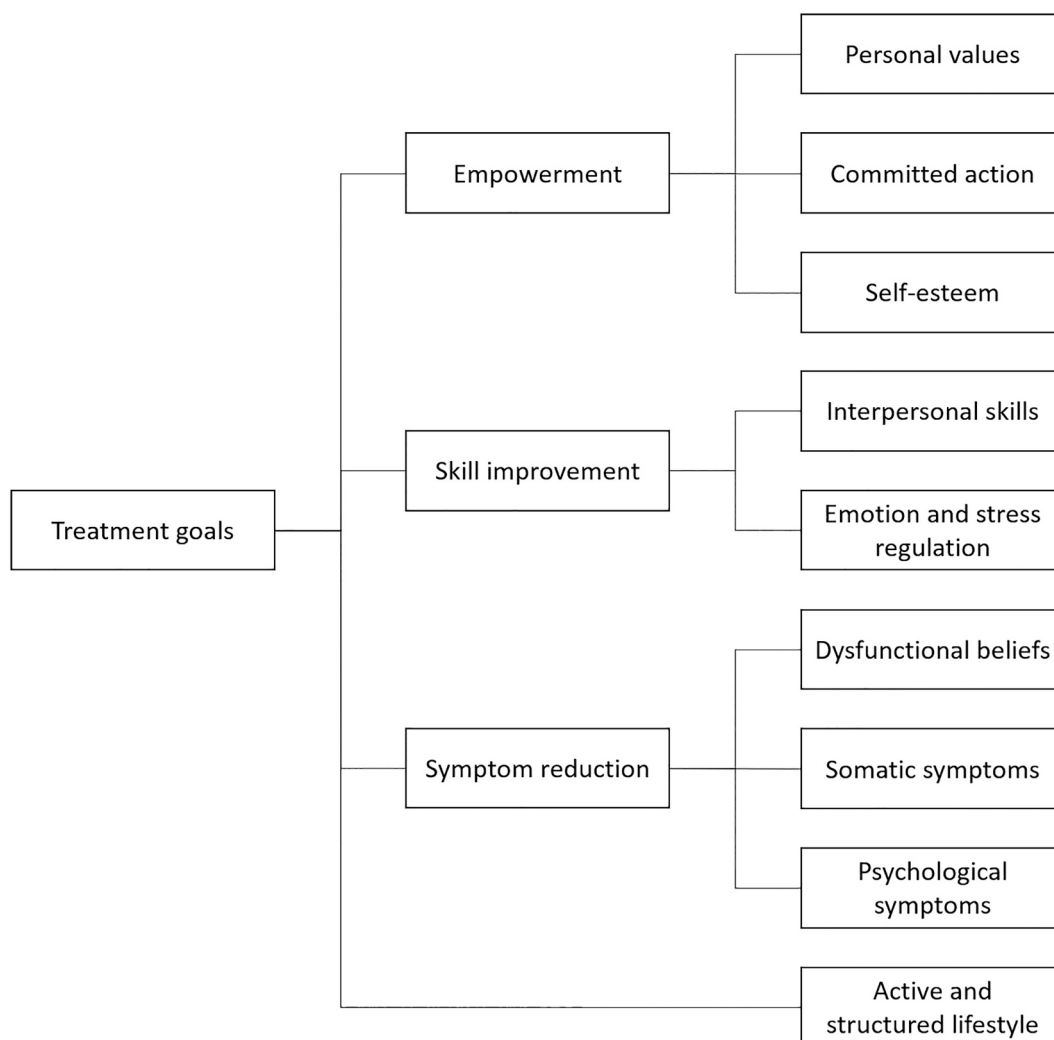 Personal values
Empowerment
Committed action
Self-esteem
Interpersonal skills
Skill improvement
Treatment goals
Emotion and stress
regulation
Dysfunctional beliefs
Symptom reduction
Somatic symptoms
Psychological
symptoms
Active and
structured lifestyle